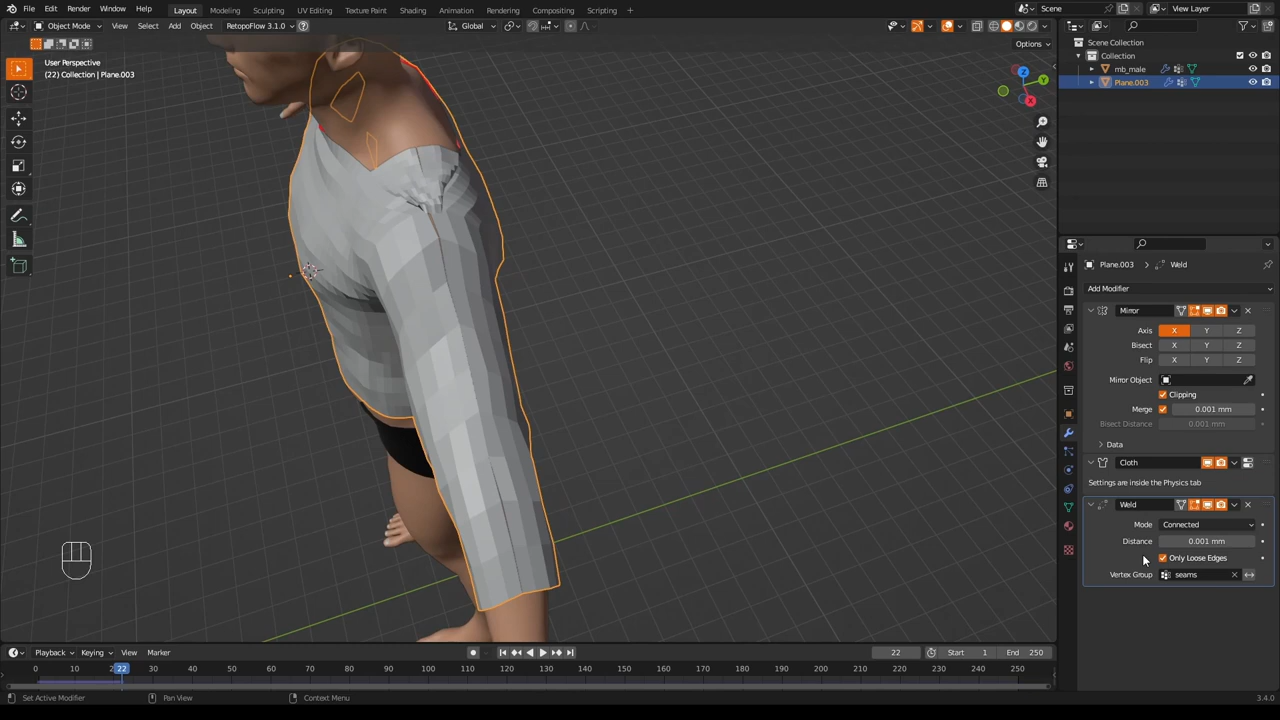 File Edit Render Window Help Layout Modeling Sculpting UV Editing Texture Paint Shading Animation Rendering Compositing Scripting + Scene View Layer
Object Mode View Select Add Object RetopoFlow 3.1.0 Global
Options
User Perspective
(22) Collection | Plane.003
Z
Y
X
Scene Collection
Collection
mb_male
Plane.003
Plane.003 > Weld
Add Modifier
Mirror
Axis X Y Z
Bisect X Y Z
Flip X Y Z
Mirror Object
Clipping
Merge 0.001 mm
Bisect Distance 0.001 mm
Data
Cloth
Settings are inside the Physics tab
Weld
Mode Connected
Distance 0.001 mm
Only Loose Edges
Vertex Group seams
Playback Keying View Marker 22 Start 1 End 250
0 10 22 30 40 50 60 70 80 90 100 110 120 130 140 150 160 170 180 190 200 210 220 230 240 250
Set Active Modifier Pan View Context Menu 3.4.0